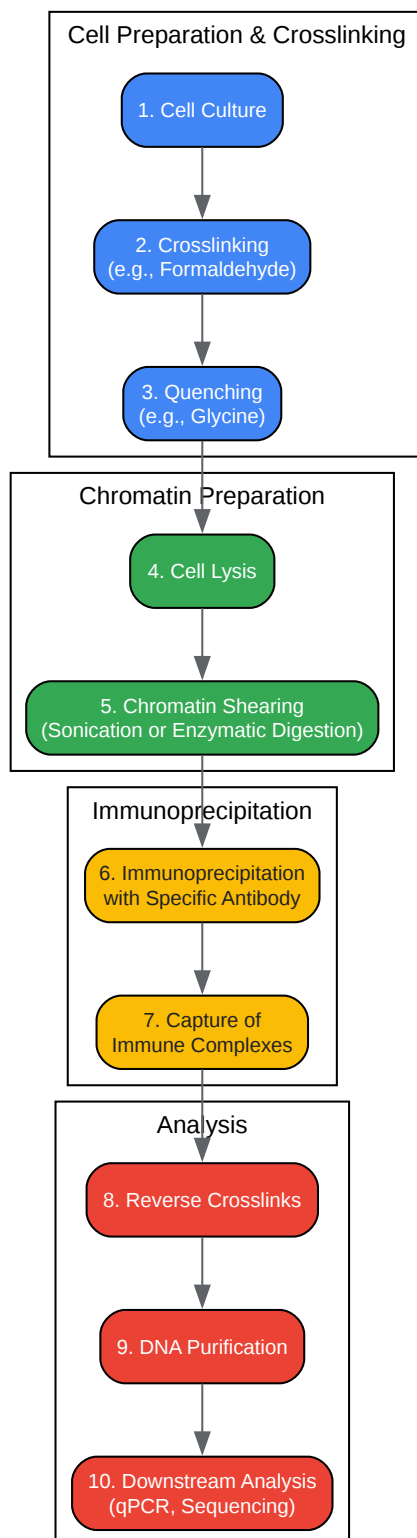 Cell Preparation & Crosslinking
1. Cell Culture
2. Crosslinking
(e.g., Formaldehyde)
3. Quenching
(e.g., Glycine)
Chromatin Preparation
4. Cell Lysis
5. Chromatin Shearing
(Sonication or Enzymatic Digestion)
Immunoprecipitation
6. Immunoprecipitation
with Specific Antibody
7. Capture of
Immune Complexes
Analysis
8. Reverse Crosslinks
9. DNA Purification
10. Downstream Analysis
(qPCR, Sequencing)